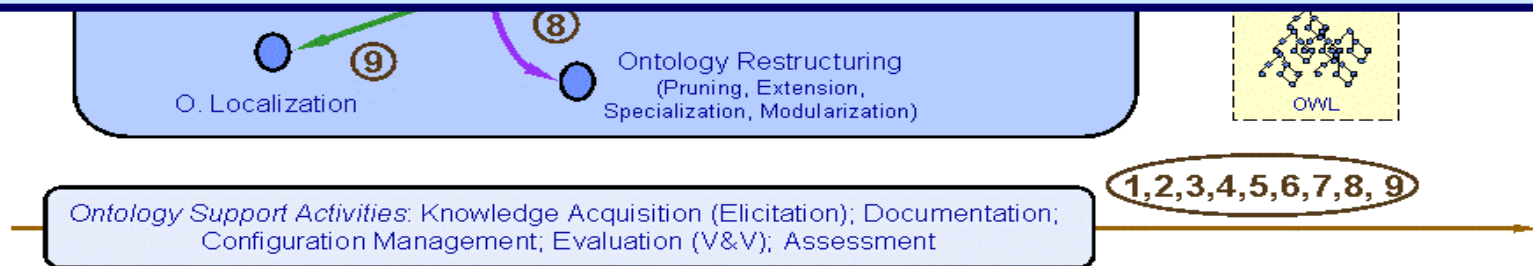 8
9
Ontology Restructuring
(Pruning, Extension,
Specialization, Modularization)
O. Localization
OWL
1,2,3,4,5,6,7,8, 9
Ontology Support Activities: Knowledge Acquisition (Elicitation); Documentation;
Configuration Management; Evaluation (V&V); Assessment